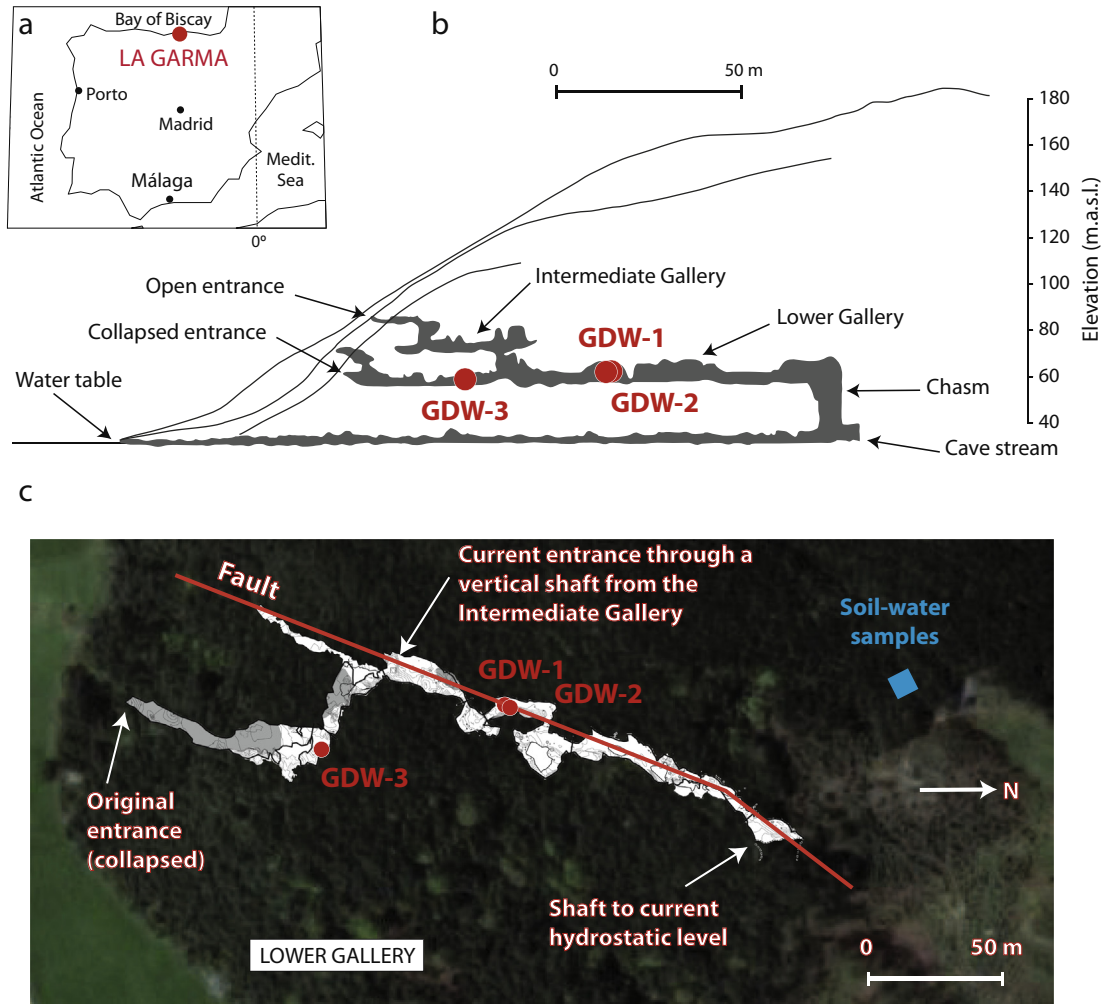 a
Bay of Biscay
LA GARMA
Porto
Madrid
Málaga
Atlantic Ocean
Medit.
Sea
0º
b
0
50 m
180
160
140
120
100
80
60
40
Elevation (m.a.s.l.)
Open entrance
Intermediate Gallery
Collapsed entrance
GDW-1
Lower Gallery
Water table
GDW-3
GDW-2
Chasm
Cave stream
c
Fault
Current entrance through a
vertical shaft from the
Intermediate Gallery
Soil-water
samples
GDW-1
GDW-2
GDW-3
N
Original
entrance
(collapsed)
Shaft to current
hydrostatic level
LOWER GALLERY
0
50 m